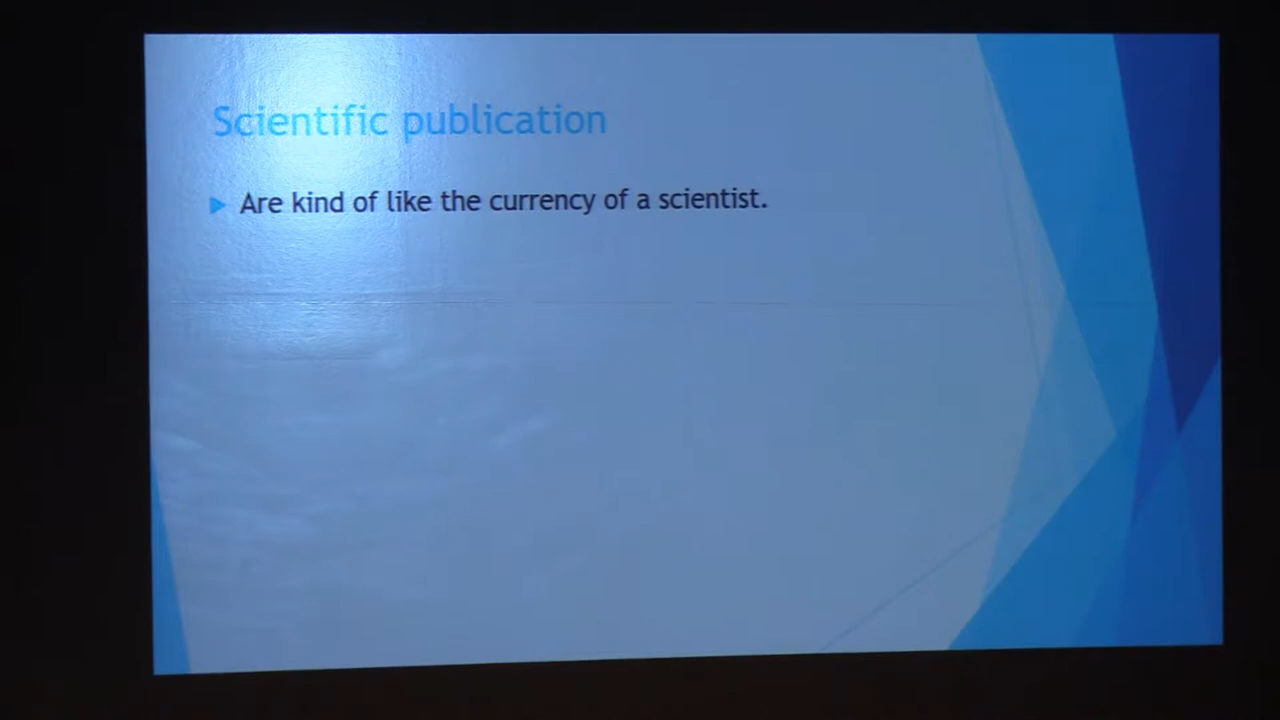 Scientific publication
Are kind of like the currency of a scientist.